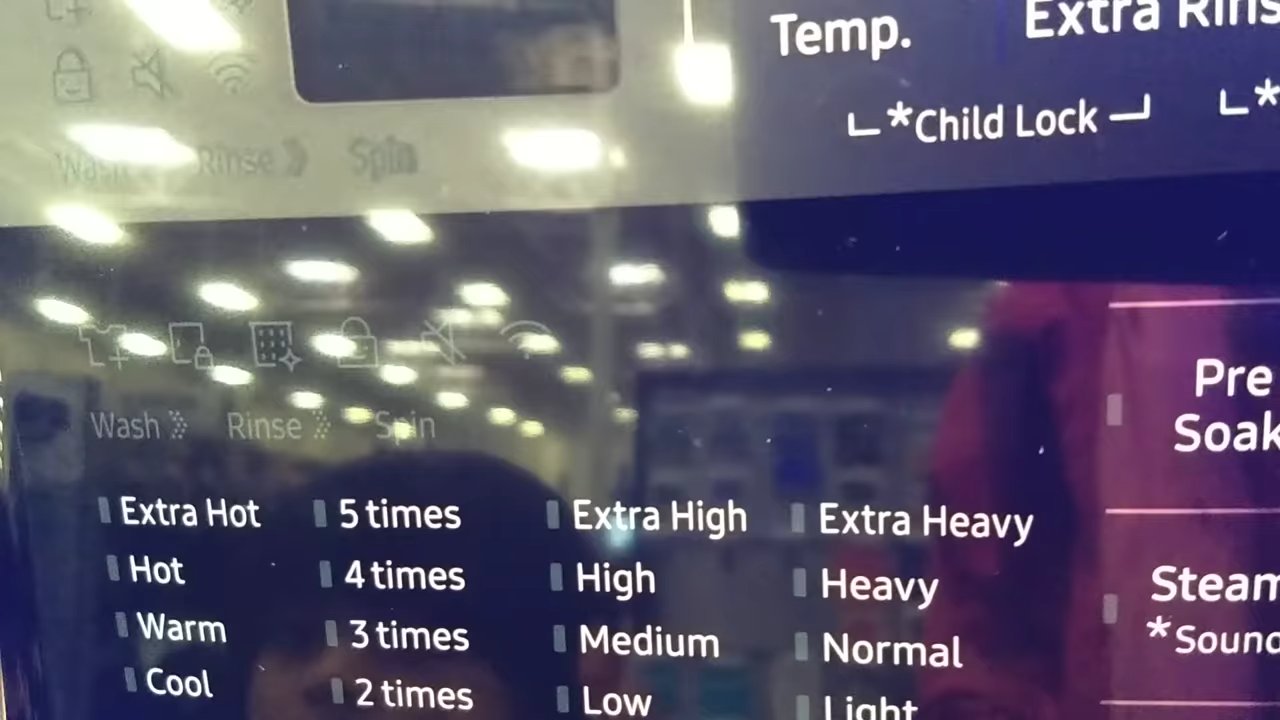 Temp.
Extra Rins
*Child Lock
*
Wash Rinse Spin
Wash Rinse Spin
Pre
Soak
Extra Hot 5 times Extra High Extra Heavy
Hot 4 times High Heavy
Steam
*Sound
Warm 3 times Medium Normal
Cool 2 times Low Light